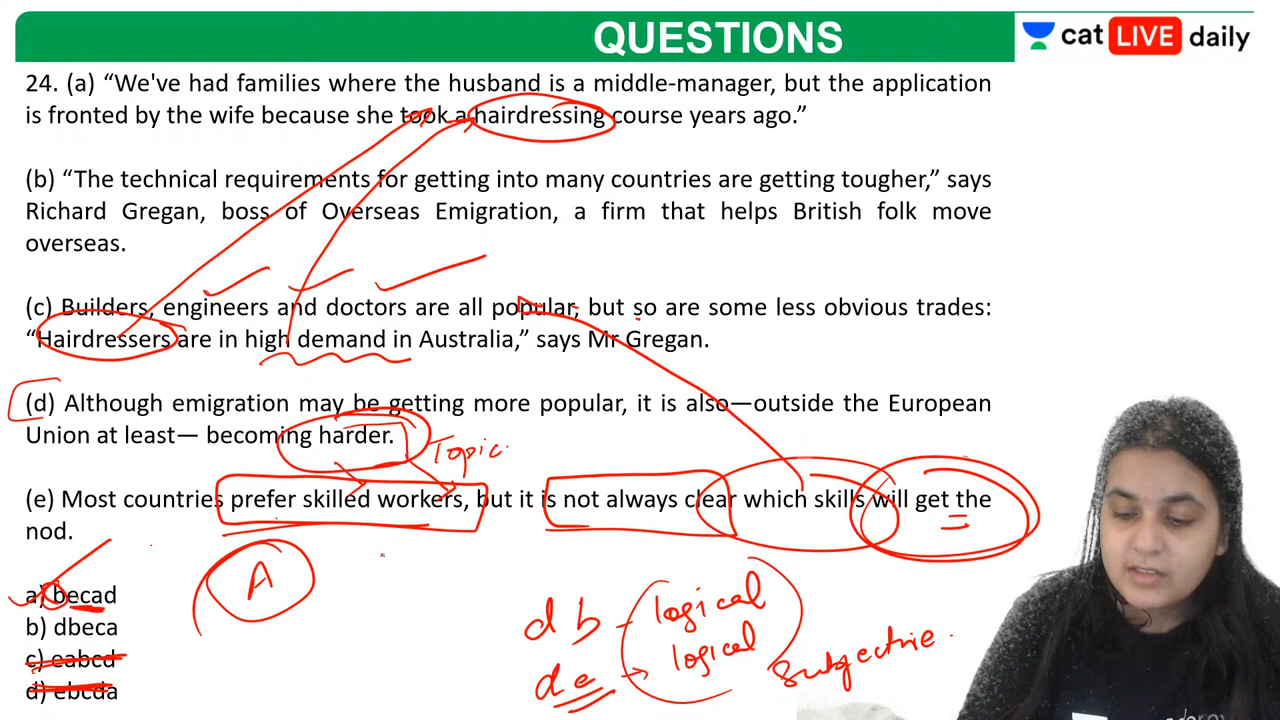 QUESTIONS
cat LIVE daily
24. (a) “We've had families where the husband is a middle-manager, but the application
is fronted by the wife because she took a hairdressing course years ago.”
(b) “The technical requirements for getting into many countries are getting tougher,” says
Richard Gregan, boss of Overseas Emigration, a firm that helps British folk move
overseas.
(c) Builders, engineers and doctors are all popular, but so are some less obvious trades:
“Hairdressers are in high demand in Australia,” says Mr Gregan.
(d) Although emigration may be getting more popular, it is also—outside the European
Union at least— becoming harder.
Topic.
(e) Most countries prefer skilled workers, but it is not always clear which skills will get the
nod.
A
a) becad
b) dbeca
c) eabcd
d) ebcda
d b - logical
d e → logical
Subjective.